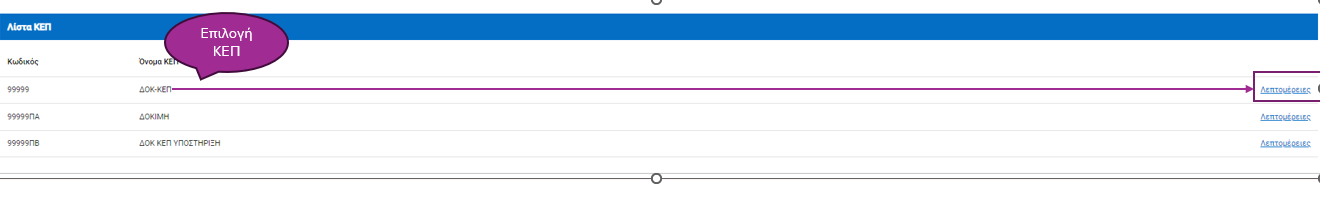 Λίστα ΚΕΠ
Επιλογή
ΚΕΠ
Κωδικός Όνομα ΚΕΠ
99999 ΔΟΚ-ΚΕΠ Λεπτομέρειες
99999ΠΑ ΔΟΚΙΜΗ Λεπτομέρειες
99999ΠΒ ΔΟΚ ΚΕΠ ΥΠΟΣΤΗΡΙΞΗ Λεπτομέρειες